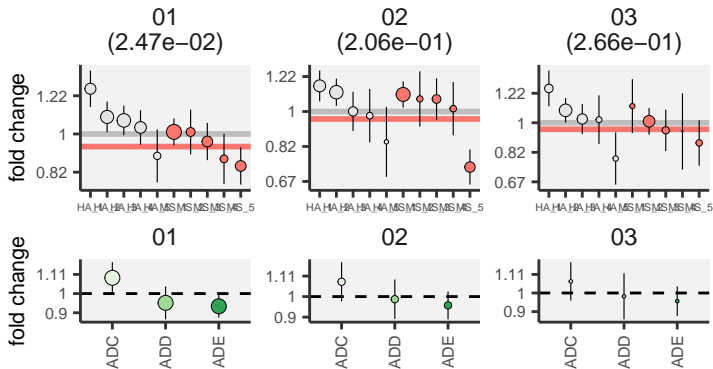 01
(2.47e−02)
02
(2.06e−01)
03
(2.66e−01)
fold change
1.22
1
0.82
1.22
1
0.82
0.67
1.22
1
0.82
0.67
01
02
03
fold change
1.11
1
0.9
1.11
1
0.9
1.11
1
0.9
ADC
ADD
ADE
ADC
ADD
ADE
ADC
ADD
ADE